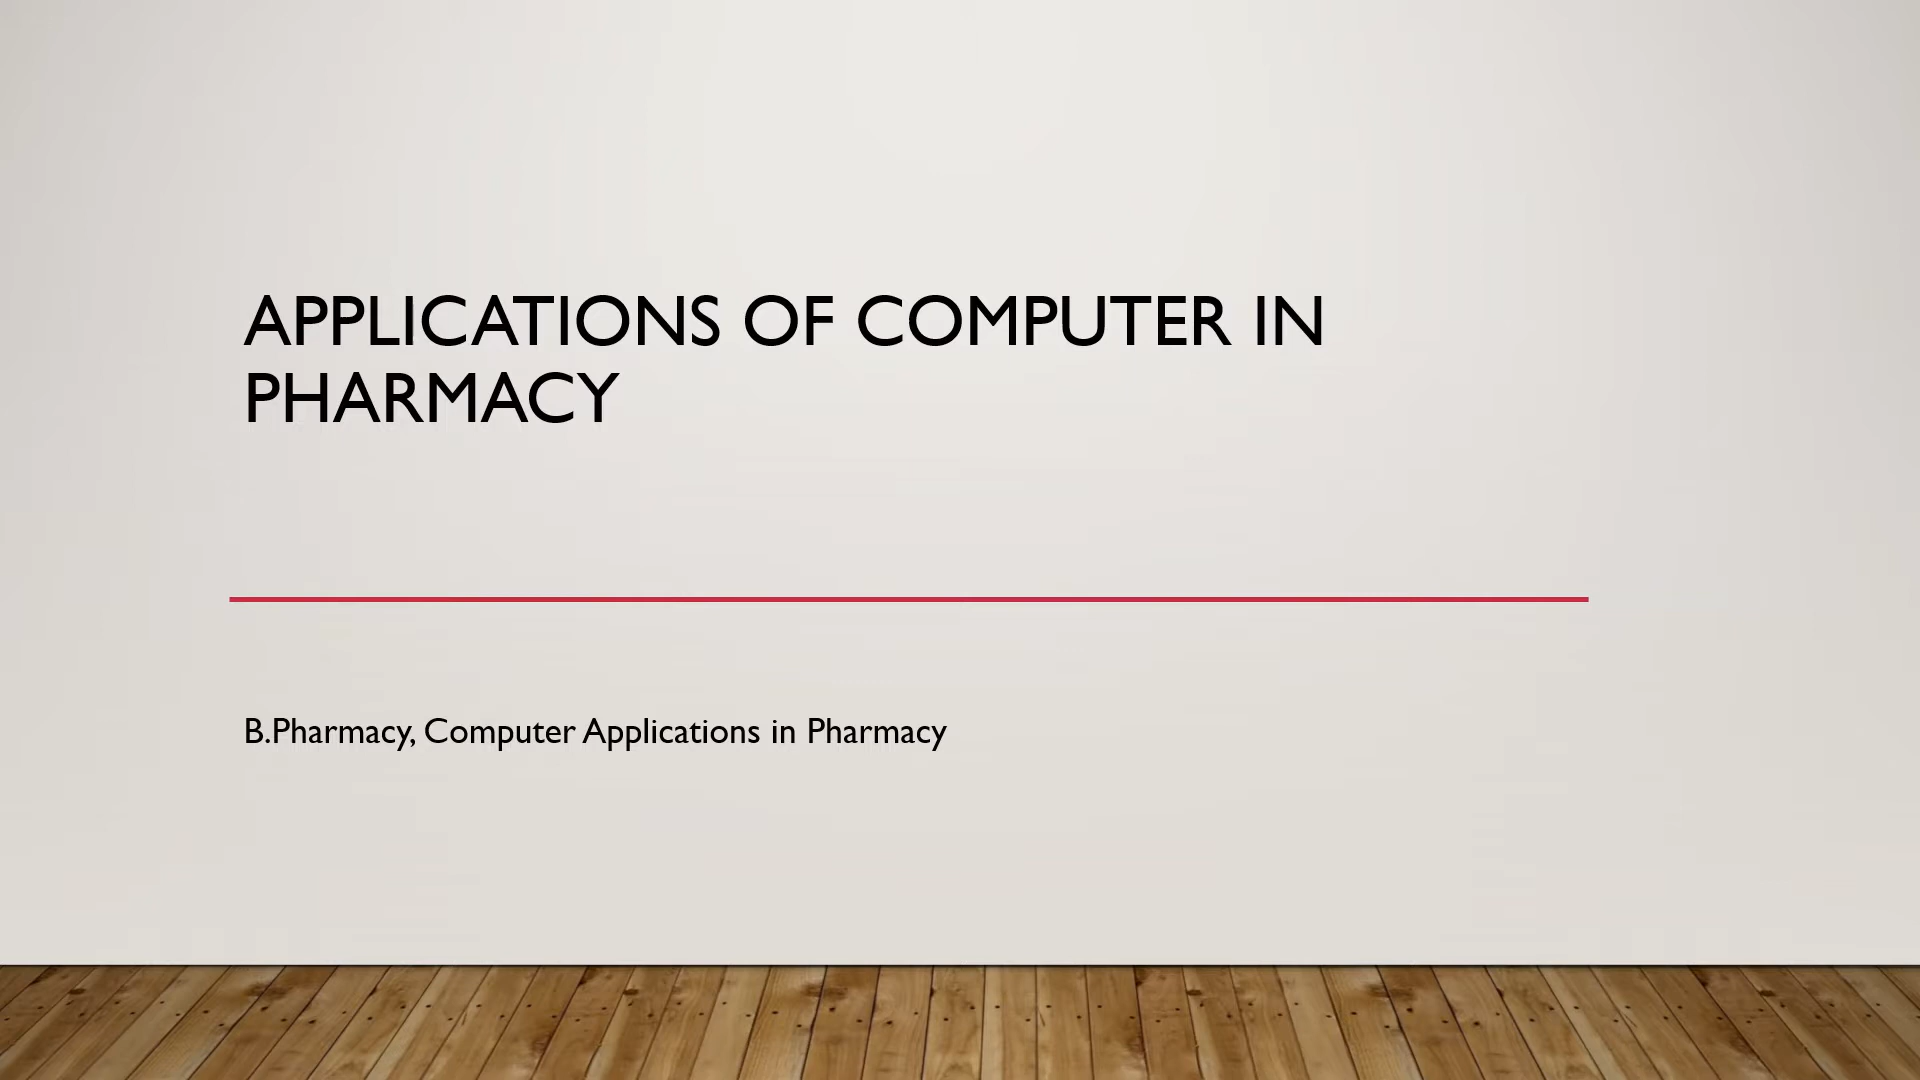 APPLICATIONS OF COMPUTER IN
PHARMACY
B.Pharmacy, Computer Applications in Pharmacy